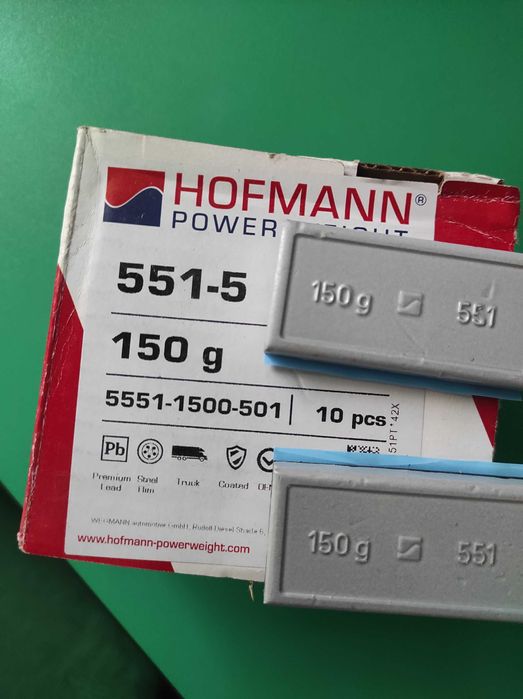 HOFMANN®
POWER WEIGHT
551-5
150 g
5551-1500-501 | 10 pcs
Pb
Premium Lead
Steel Rim
Truck
Coated
www.hofmann-powerweight.com
150 g 551
150 g 551